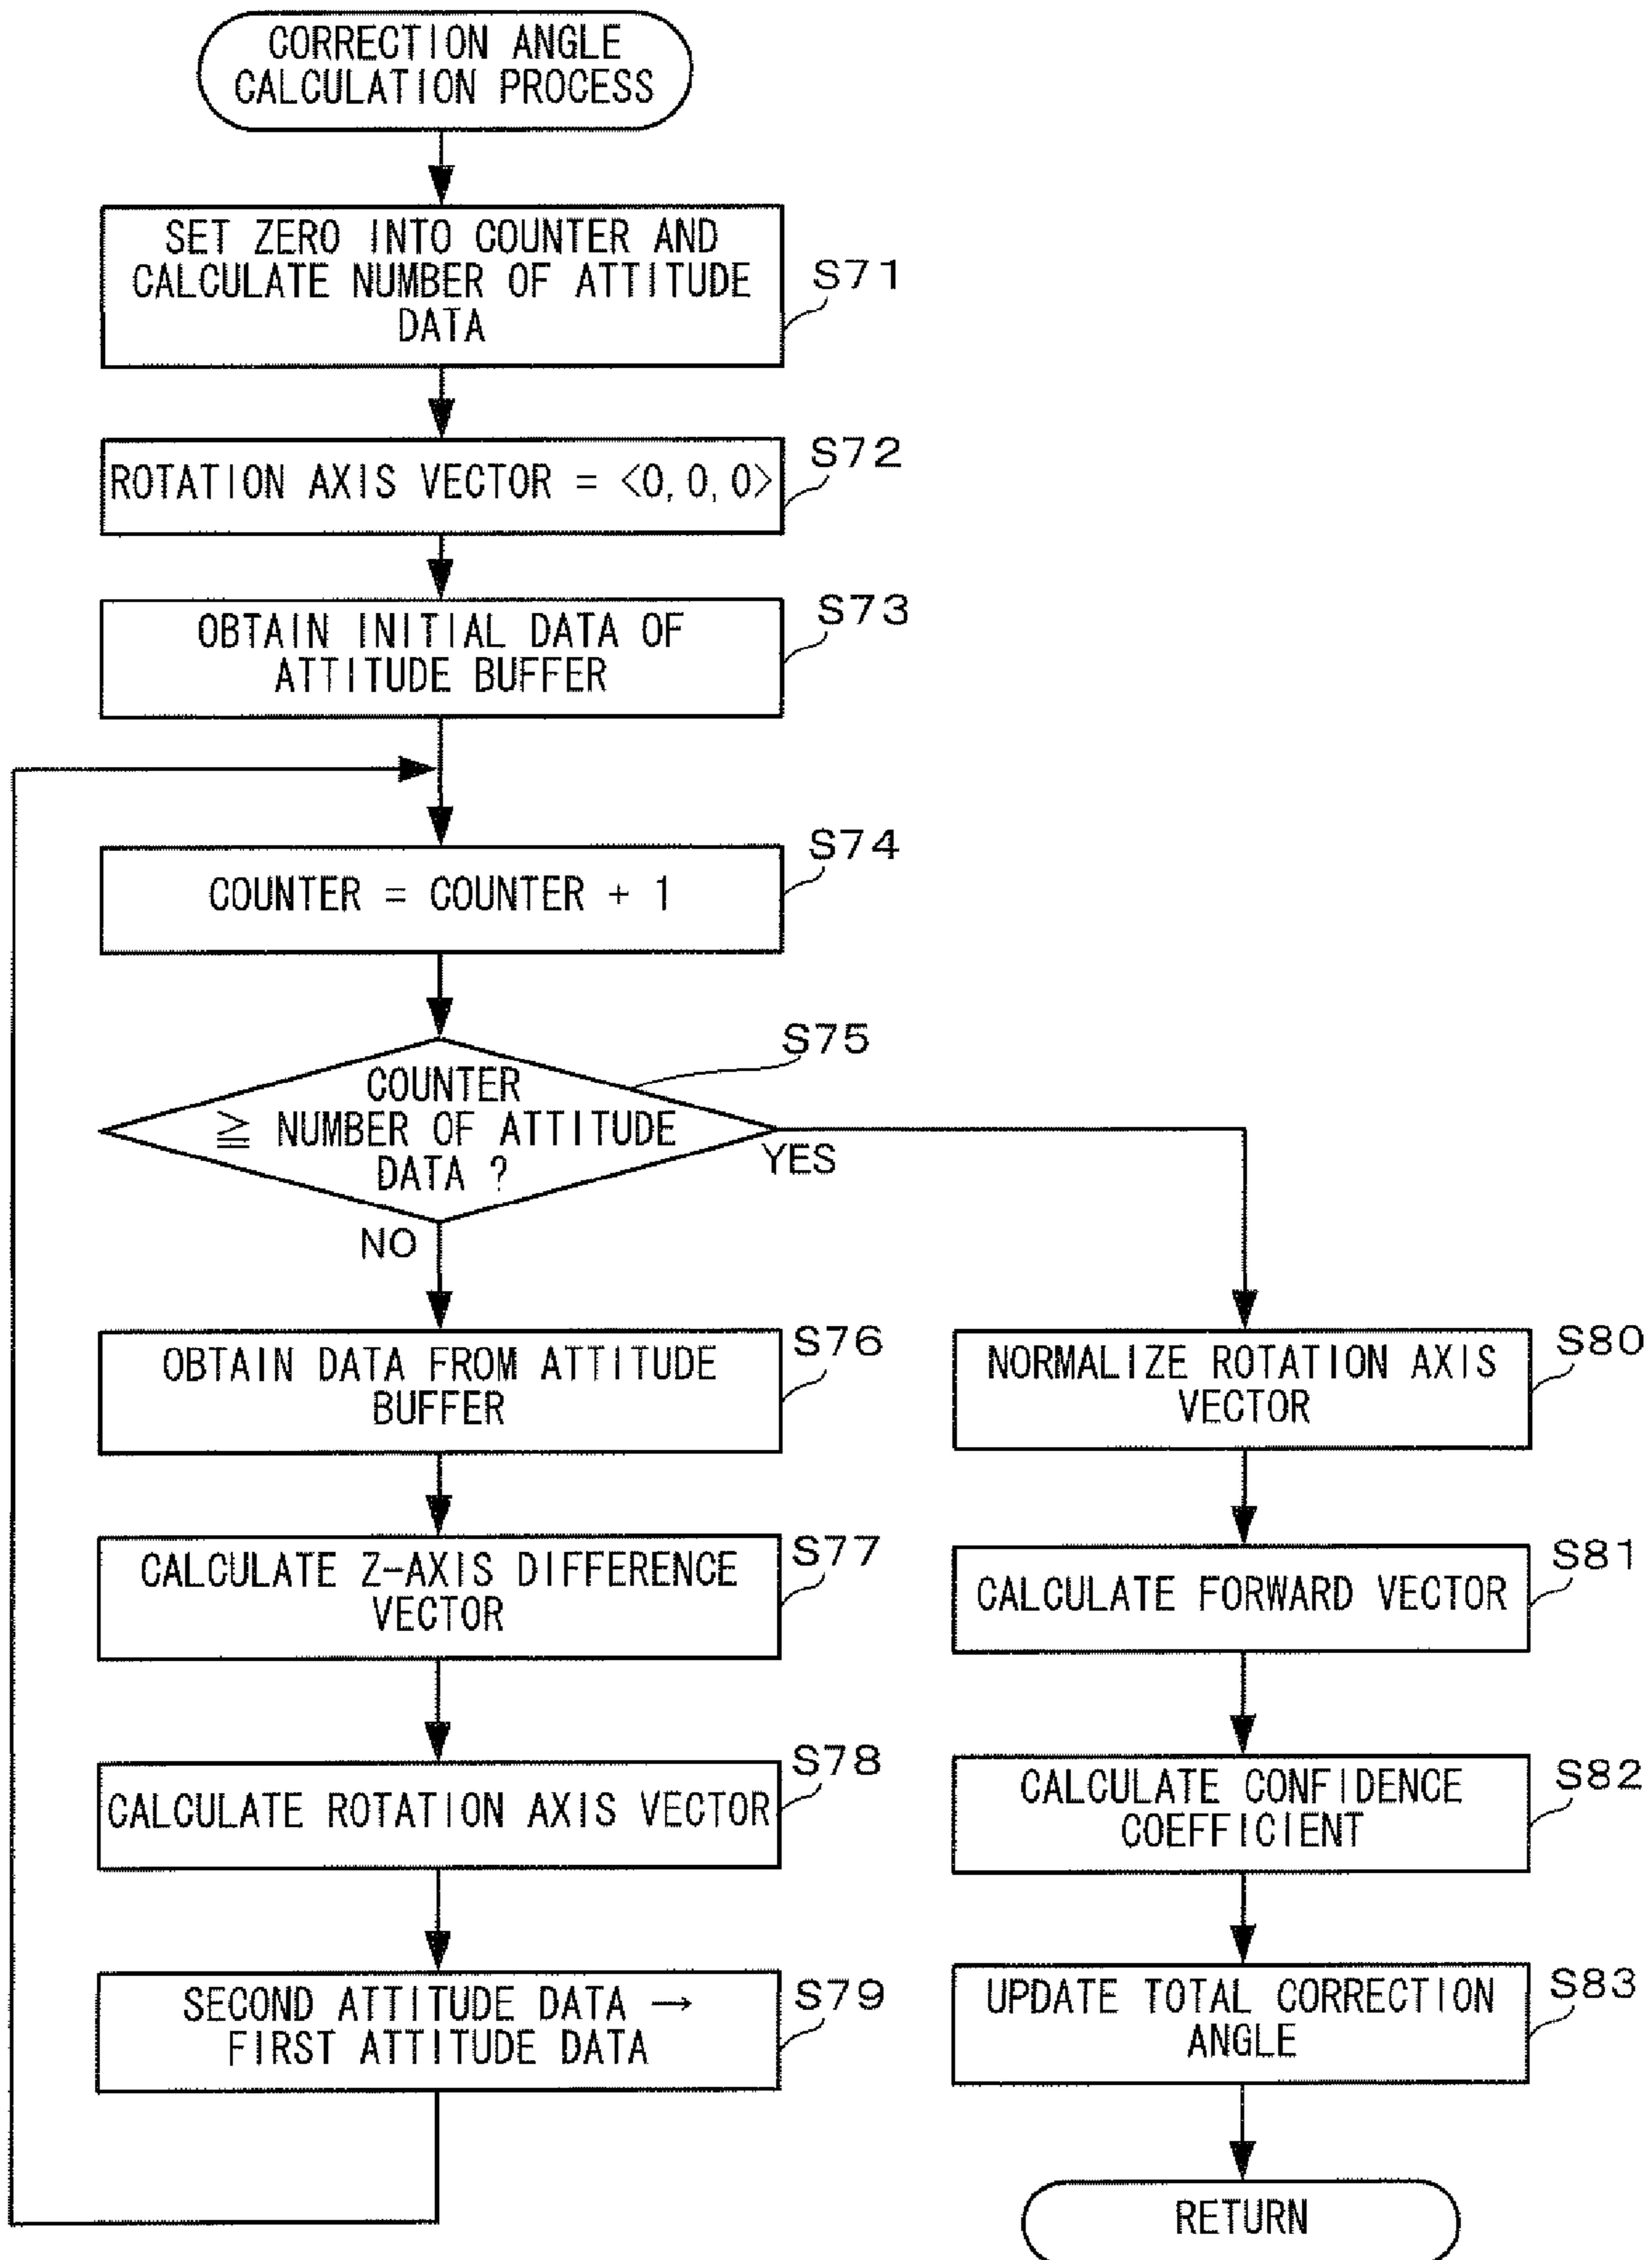 CORRECTION ANGLE
CALCULATION PROCESS
SET ZERO INTO COUNTER AND
CALCULATE NUMBER OF ATTITUDE
DATA
S71
ROTATION AXIS VECTOR = <0, 0, 0>
S72
OBTAIN INITIAL DATA OF
ATTITUDE BUFFER
S73
COUNTER = COUNTER + 1
S74
COUNTER
≧ NUMBER OF ATTITUDE
DATA ?
S75
YES
NO
OBTAIN DATA FROM ATTITUDE
BUFFER
S76
CALCULATE Z-AXIS DIFFERENCE
VECTOR
S77
CALCULATE ROTATION AXIS VECTOR
S78
SECOND ATTITUDE DATA →
FIRST ATTITUDE DATA
S79
NORMALIZE ROTATION AXIS
VECTOR
S80
CALCULATE FORWARD VECTOR
S81
CALCULATE CONFIDENCE
COEFFICIENT
S82
UPDATE TOTAL CORRECTION
ANGLE
S83
RETURN